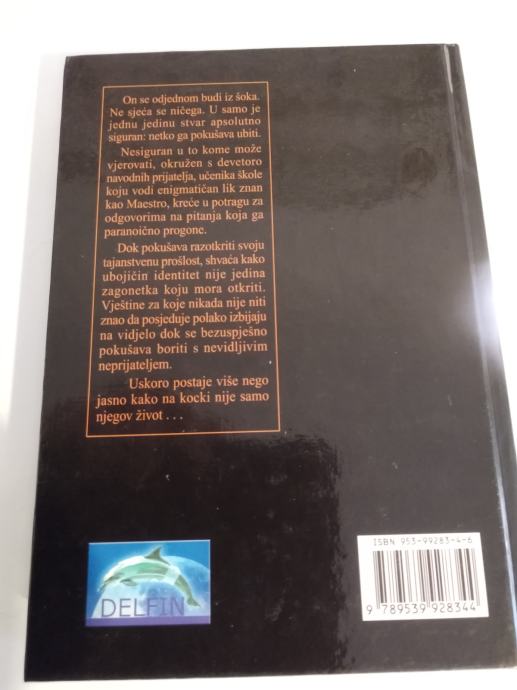 On se odjednom budi iz šoka.
Ne sjeća se ničega. U samo je
jednu jedinu stvar apsolutno
siguran: netko ga pokušava ubiti.
Nesiguran u to kome može
vjerovati, okružen s devetoro
navodnih prijatelja, učenika škole
koju vodi enigmatičan lik znan
kao Maestro, kreće u potragu za
odgovorima na pitanja koja ga
paranoično progone.
Dok pokušava razotkriti svoju
tajanstvenu prošlost, shvaća kako
ubojičin identitet nije jedina
zagonetka koju mora otkriti.
Vještine za koje nikada nije niti
znao da posjeduje polako izbijaju
na vidjelo dok se bezuspješno
pokušava boriti s nevidljivim
neprijateljem.
Uskoro postaje više nego
jasno kako na kocki nije samo
njegov život . . .
DELFIN
ISBN 953-99283-4-6
9 789539 928344